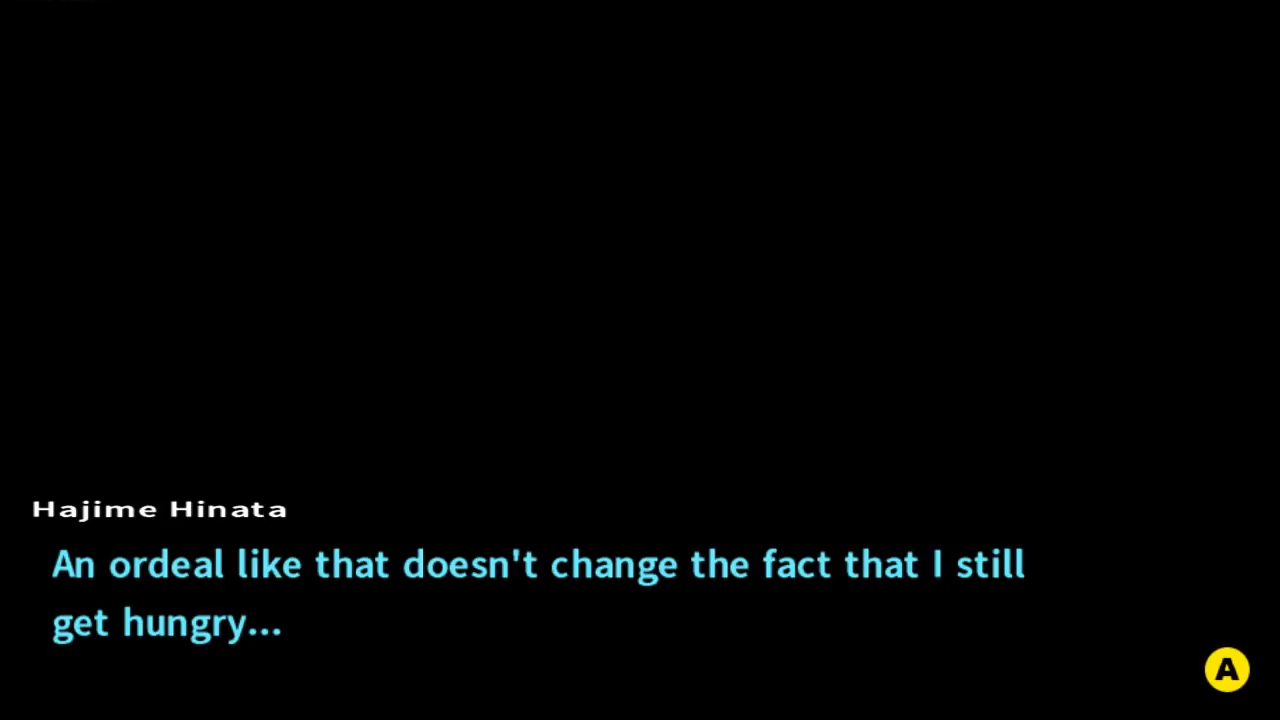 Hajime Hinata
An ordeal like that doesn't change the fact that I still
get hungry...
A